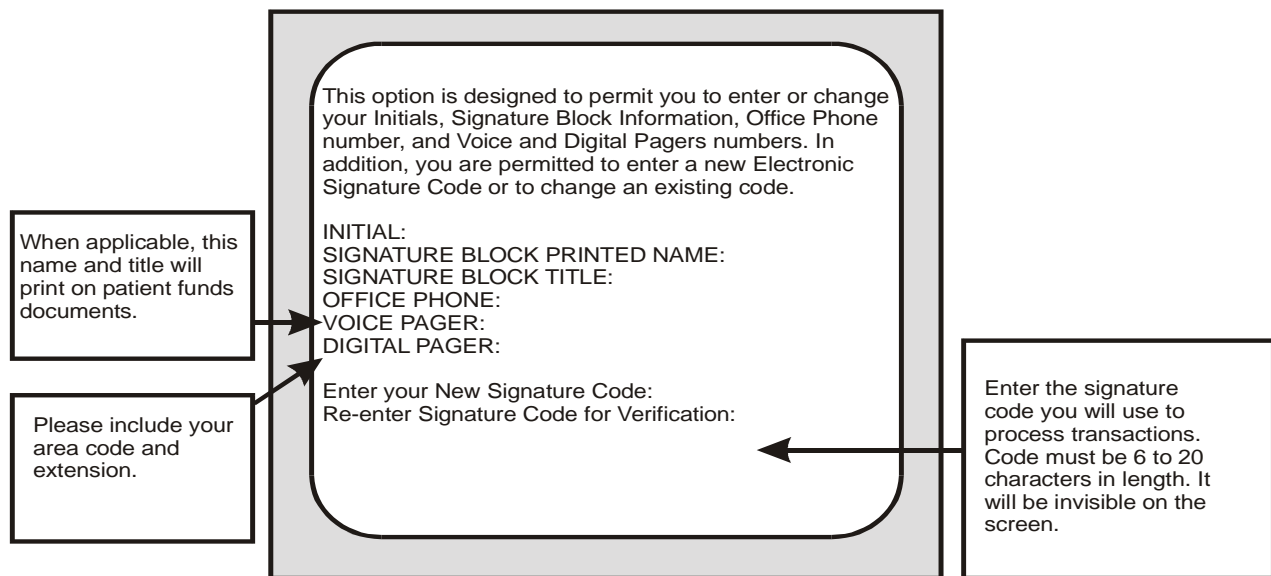 This option is designed to permit you to enter or change
your Initials, Signature Block Information, Office Phone
number, and Voice and Digital Pagers numbers. In
addition, you are permitted to enter a new Electronic
Signature Code or to change an existing code.
INITIAL:
SIGNATURE BLOCK PRINTED NAME:
SIGNATURE BLOCK TITLE:
OFFICE PHONE:
VOICE PAGER:
DIGITAL PAGER:
Enter your New Signature Code:
Re-enter Signature Code for Verification:
When applicable, this
name and title will
print on patient funds
documents.
Please include your
area code and
extension.
Enter the signature
code you will use to
process transactions.
Code must be 6 to 20
characters in length. It
will be invisible on the
screen.